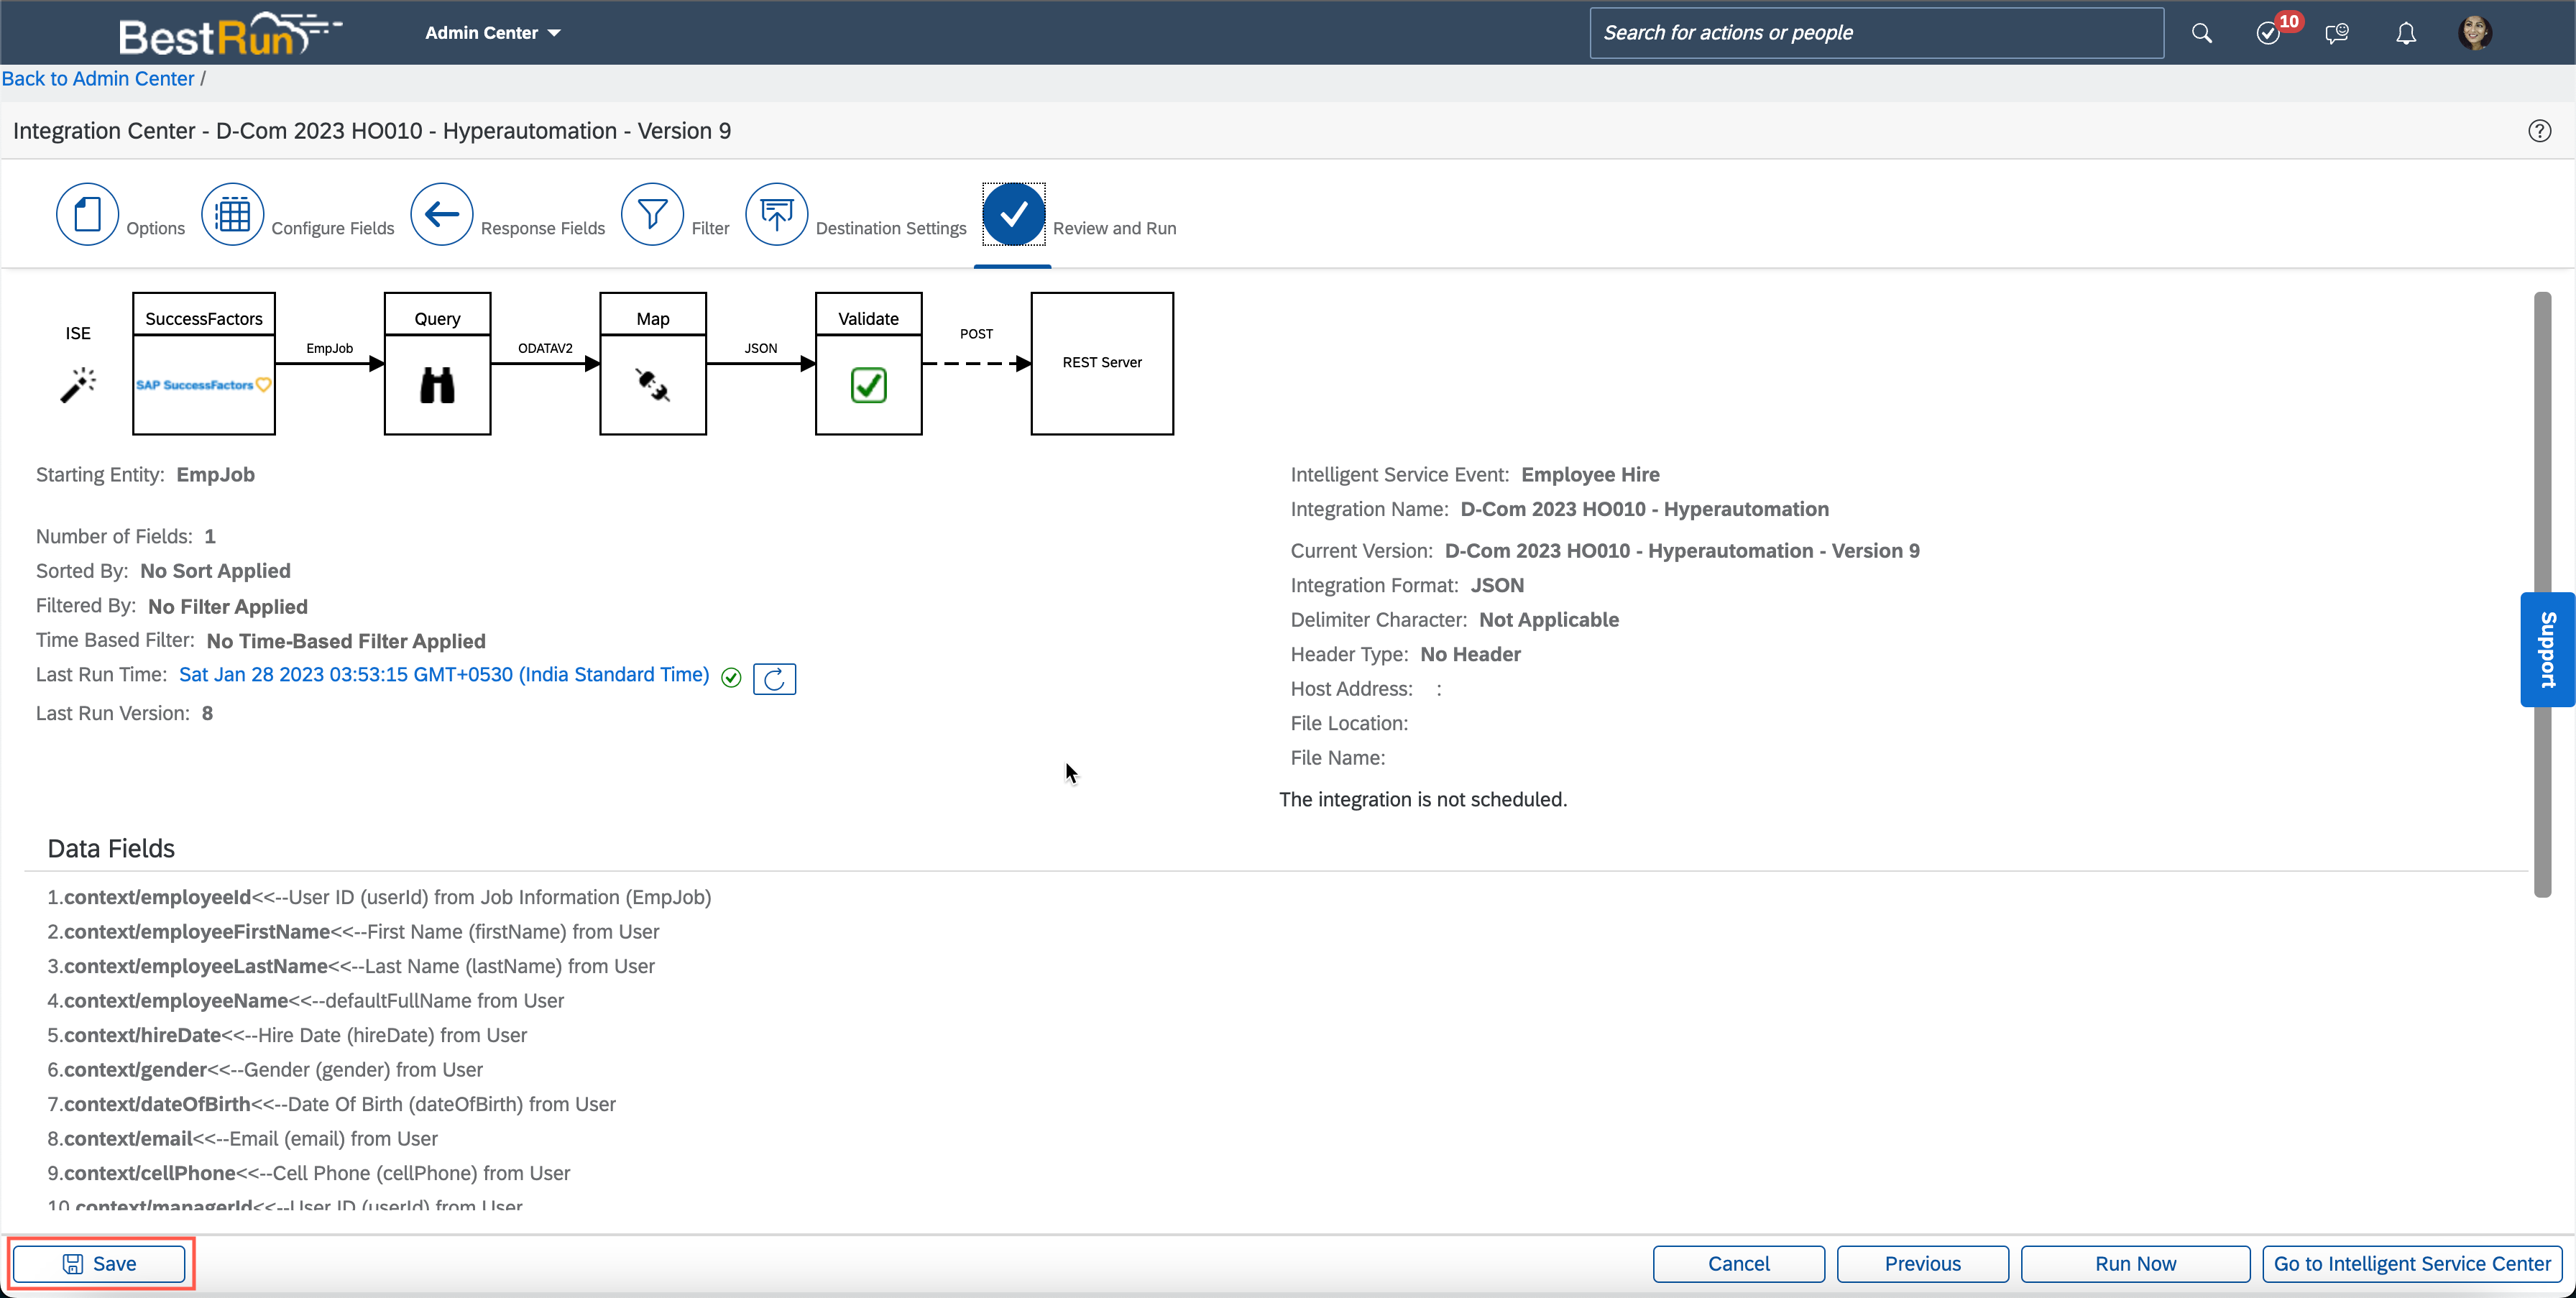 BestRun
Admin Center
Search for actions or people
10
Back to Admin Center /
Integration Center - D-Com 2023 HO010 - Hyperautomation - Version 9
Options
Configure Fields
Response Fields
Filter
Destination Settings
Review and Run
ISE
SuccessFactors
SAP SuccessFactors
EmpJob
Query
ODATAV2
Map
JSON
Validate
POST
REST Server
Starting Entity: EmpJob
Number of Fields: 1
Sorted By: No Sort Applied
Filtered By: No Filter Applied
Time Based Filter: No Time-Based Filter Applied
Last Run Time: Sat Jan 28 2023 03:53:15 GMT+0530 (India Standard Time)
Last Run Version: 8
Intelligent Service Event: Employee Hire
Integration Name: D-Com 2023 HO010 - Hyperautomation
Current Version: D-Com 2023 HO010 - Hyperautomation - Version 9
Integration Format: JSON
Delimiter Character: Not Applicable
Header Type: No Header
Host Address: :
File Location:
File Name:
The integration is not scheduled.
Support
Data Fields
1.context/employeeId<<--User ID (userId) from Job Information (EmpJob)
2.context/employeeFirstName<<--First Name (firstName) from User
3.context/employeeLastName<<--Last Name (lastName) from User
4.context/employeeName<<--defaultFullName from User
5.context/hireDate<<--Hire Date (hireDate) from User
6.context/gender<<--Gender (gender) from User
7.context/dateOfBirth<<--Date Of Birth (dateOfBirth) from User
8.context/email<<--Email (email) from User
9.context/cellPhone<<--Cell Phone (cellPhone) from User
10.context/managerId<<--User ID (userId) from User
Save
Cancel
Previous
Run Now
Go to Intelligent Service Center